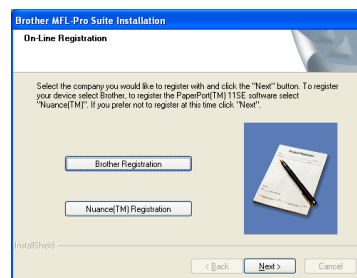 Brother MFL-Pro Suite Installation
On-Line Registration
Select the company you would like to register with and click the "Next" button. To register
your device select Brother, to register the PaperPort(TM) 11SE software select
"Nuance(TM)". If you prefer not to register at this time click "Next".
Brother Registration
Product Registration
Nuance(TM) Registration
InstallShield
< Back
Next >
Cancel